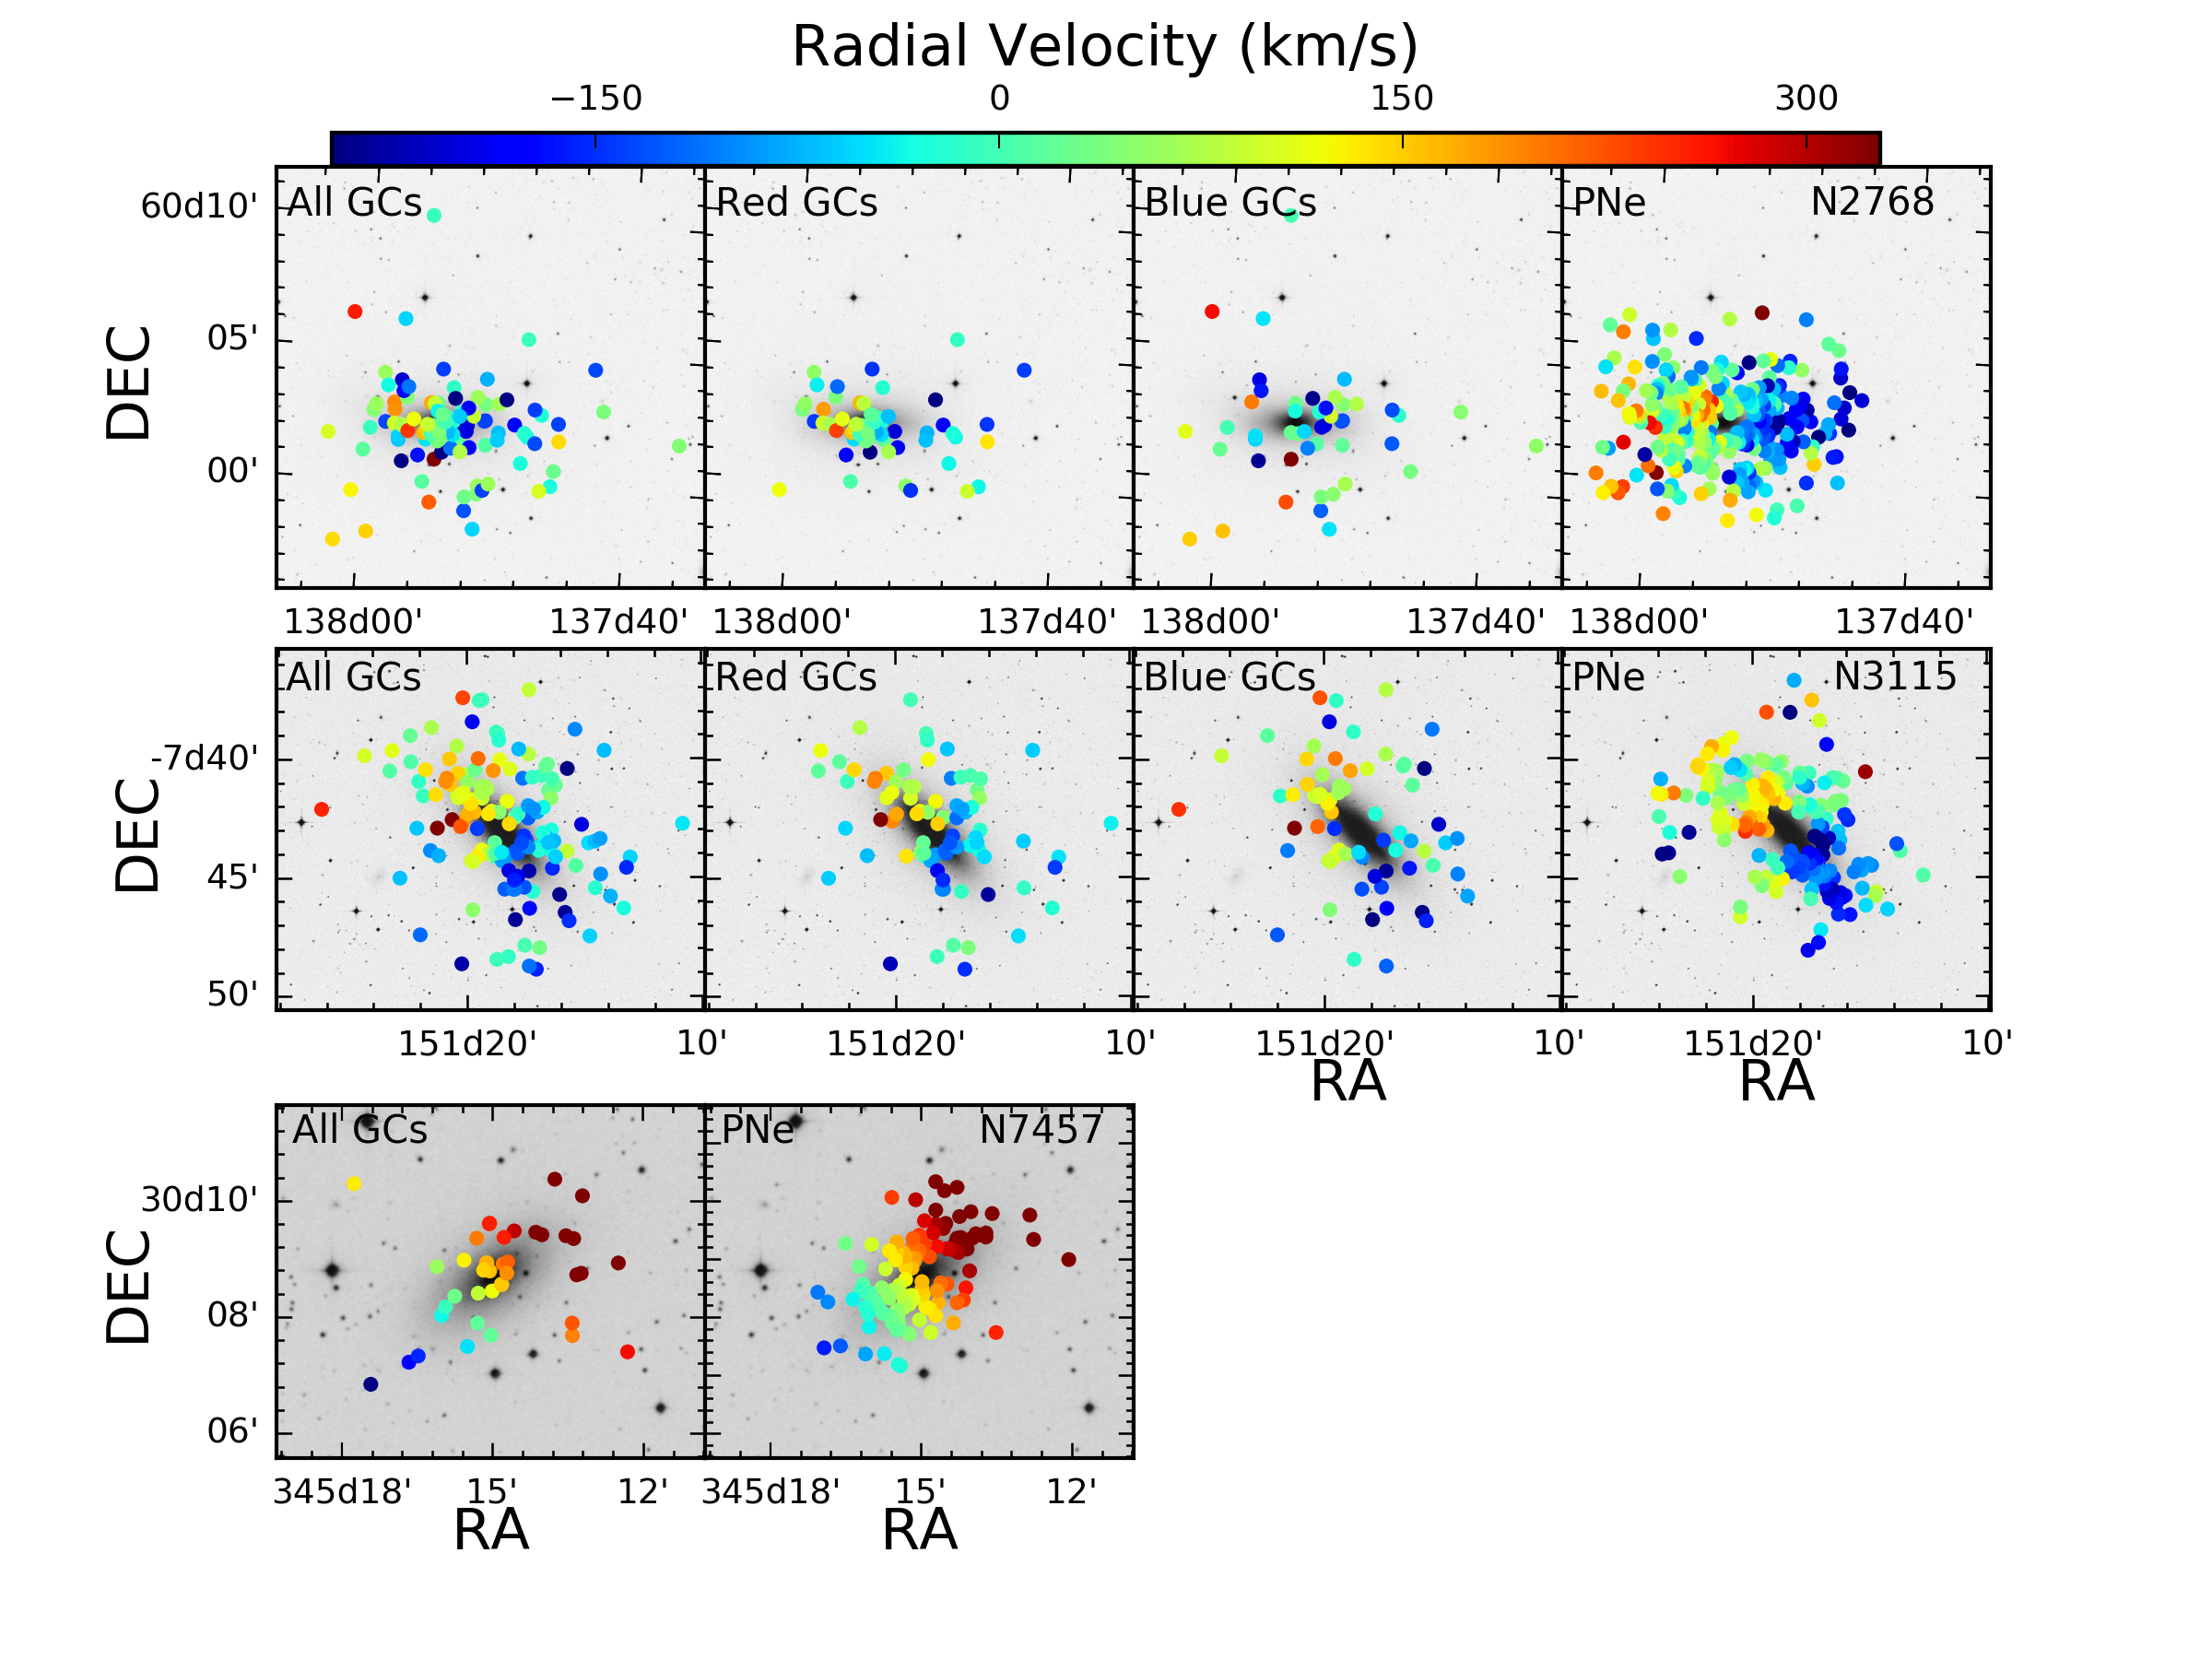 Radial Velocity (km/s)
−150 0 150 300
All GCs Red GCs Blue GCs PNe N2768
60d10'
05'
00'
DEC
138d00' 137d40' 138d00' 137d40' 138d00' 137d40' 138d00' 137d40'
All GCs Red GCs Blue GCs PNe N3115
-7d40'
45'
50'
DEC
151d20' 10' 151d20' 10' 151d20' 10' 151d20' 10'
RA RA
All GCs PNe N7457
30d10'
08'
06'
DEC
345d18' 15' 12' 345d18' 15' 12'
RA RA